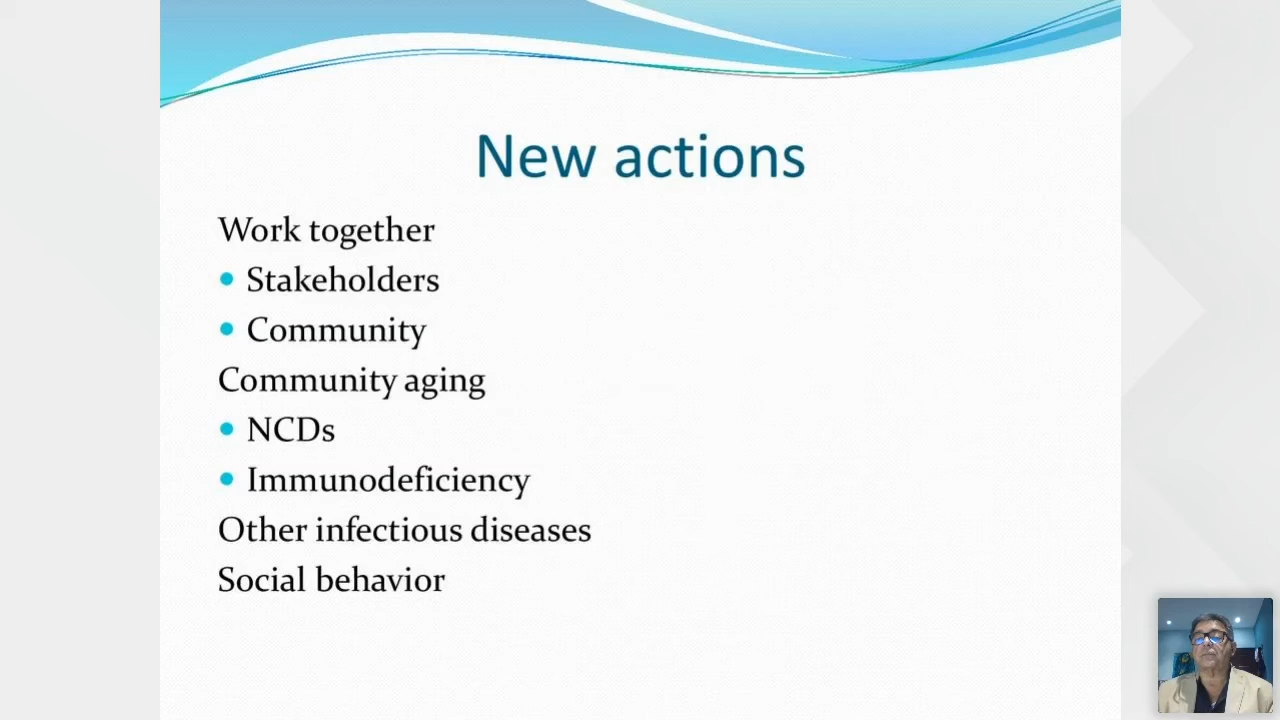 New actions
Work together
Stakeholders
Community
Community aging
NCDs
Immunodeficiency
Other infectious diseases
Social behavior